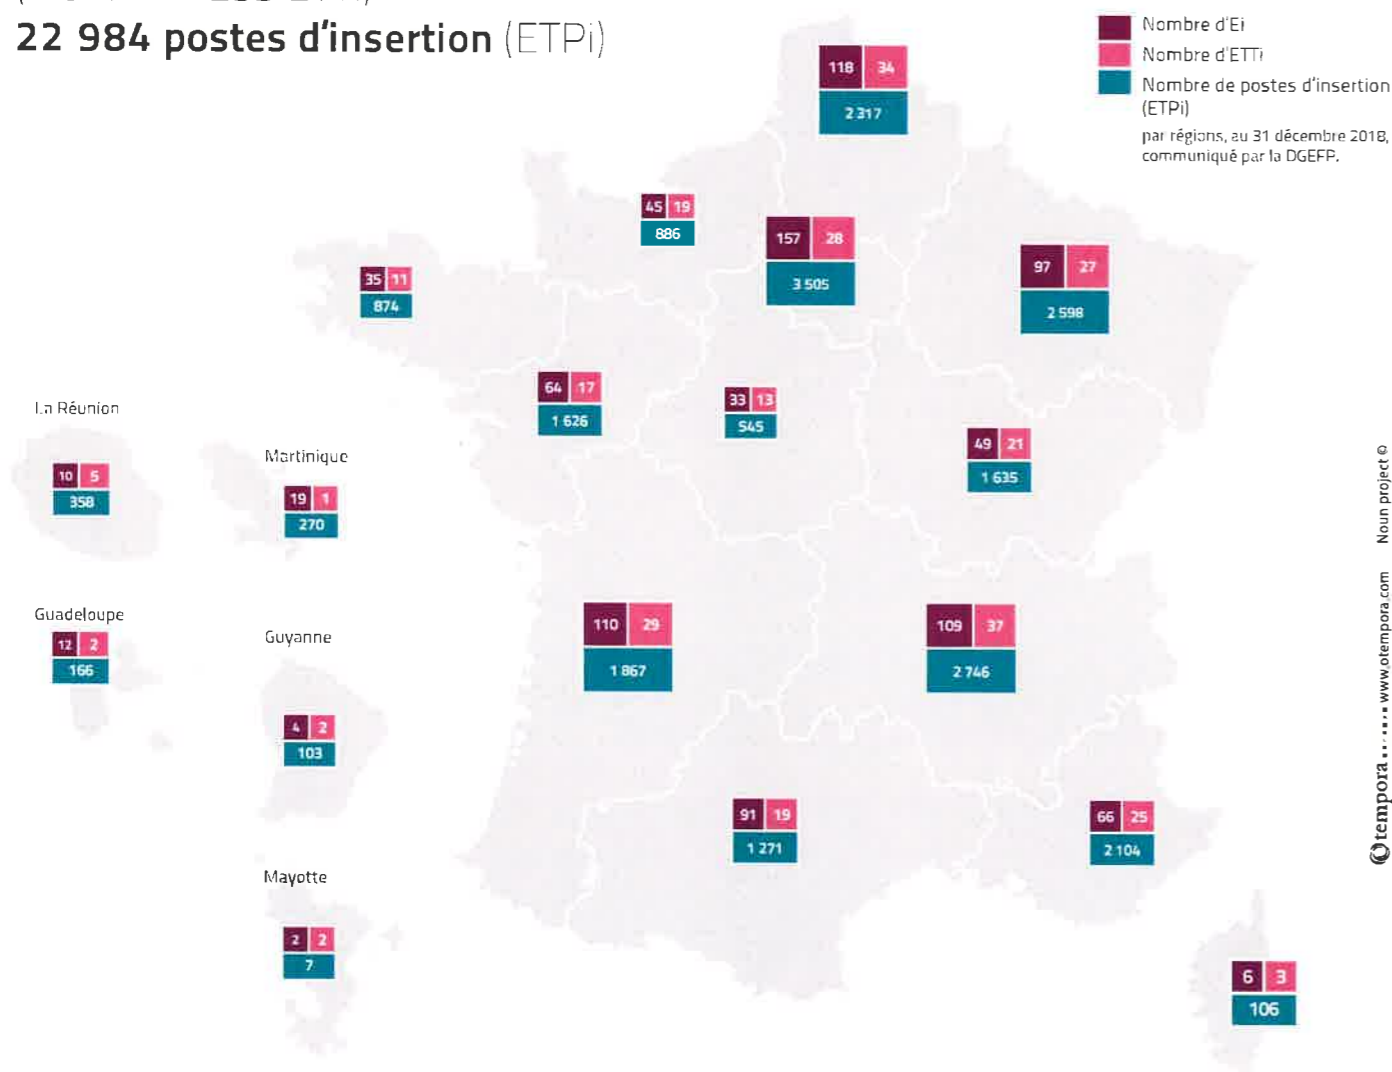 22 984 postes d'insertion (ETPi)
Nombre d'Ei
Nombre d'ETTi
Nombre de postes d'insertion
(ETPi)
par régions, au 31 décembre 2018,
communiqué par la DGEFP.
118 34
2 317
45 19
886
157 28
3 505
97 27
2 598
35 11
874
64 17
1 626
33 13
545
49 21
1 635
La Réunion
10 5
358
Martinique
19 1
270
Guadeloupe
12 2
166
Guyanne
4 2
103
110 29
1 867
109 37
2 746
91 19
1 271
66 25
2 104
Mayotte
2 2
7
6 3
106
tempora www.otempora.com Noun project ©